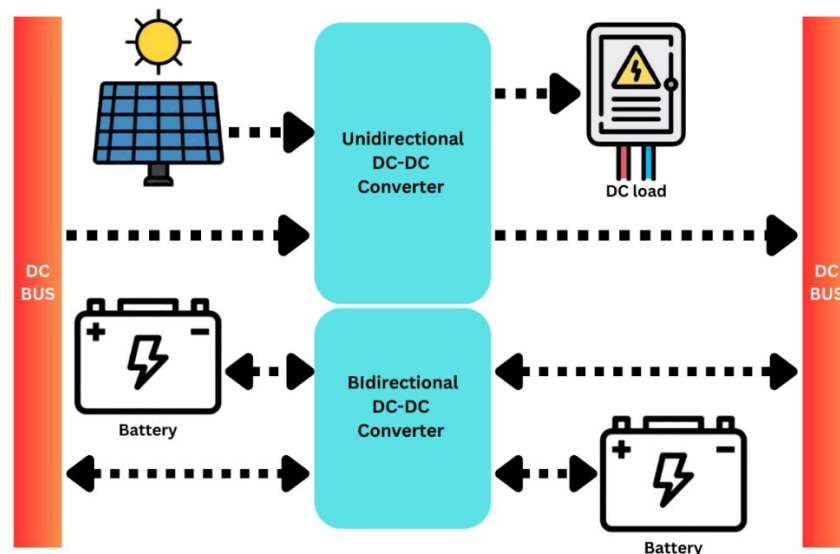 Unidirectional
DC-DC
Converter
DC load
DC
BUS
DC
BUS
Battery
BIdirectional
DC-DC
Converter
Battery